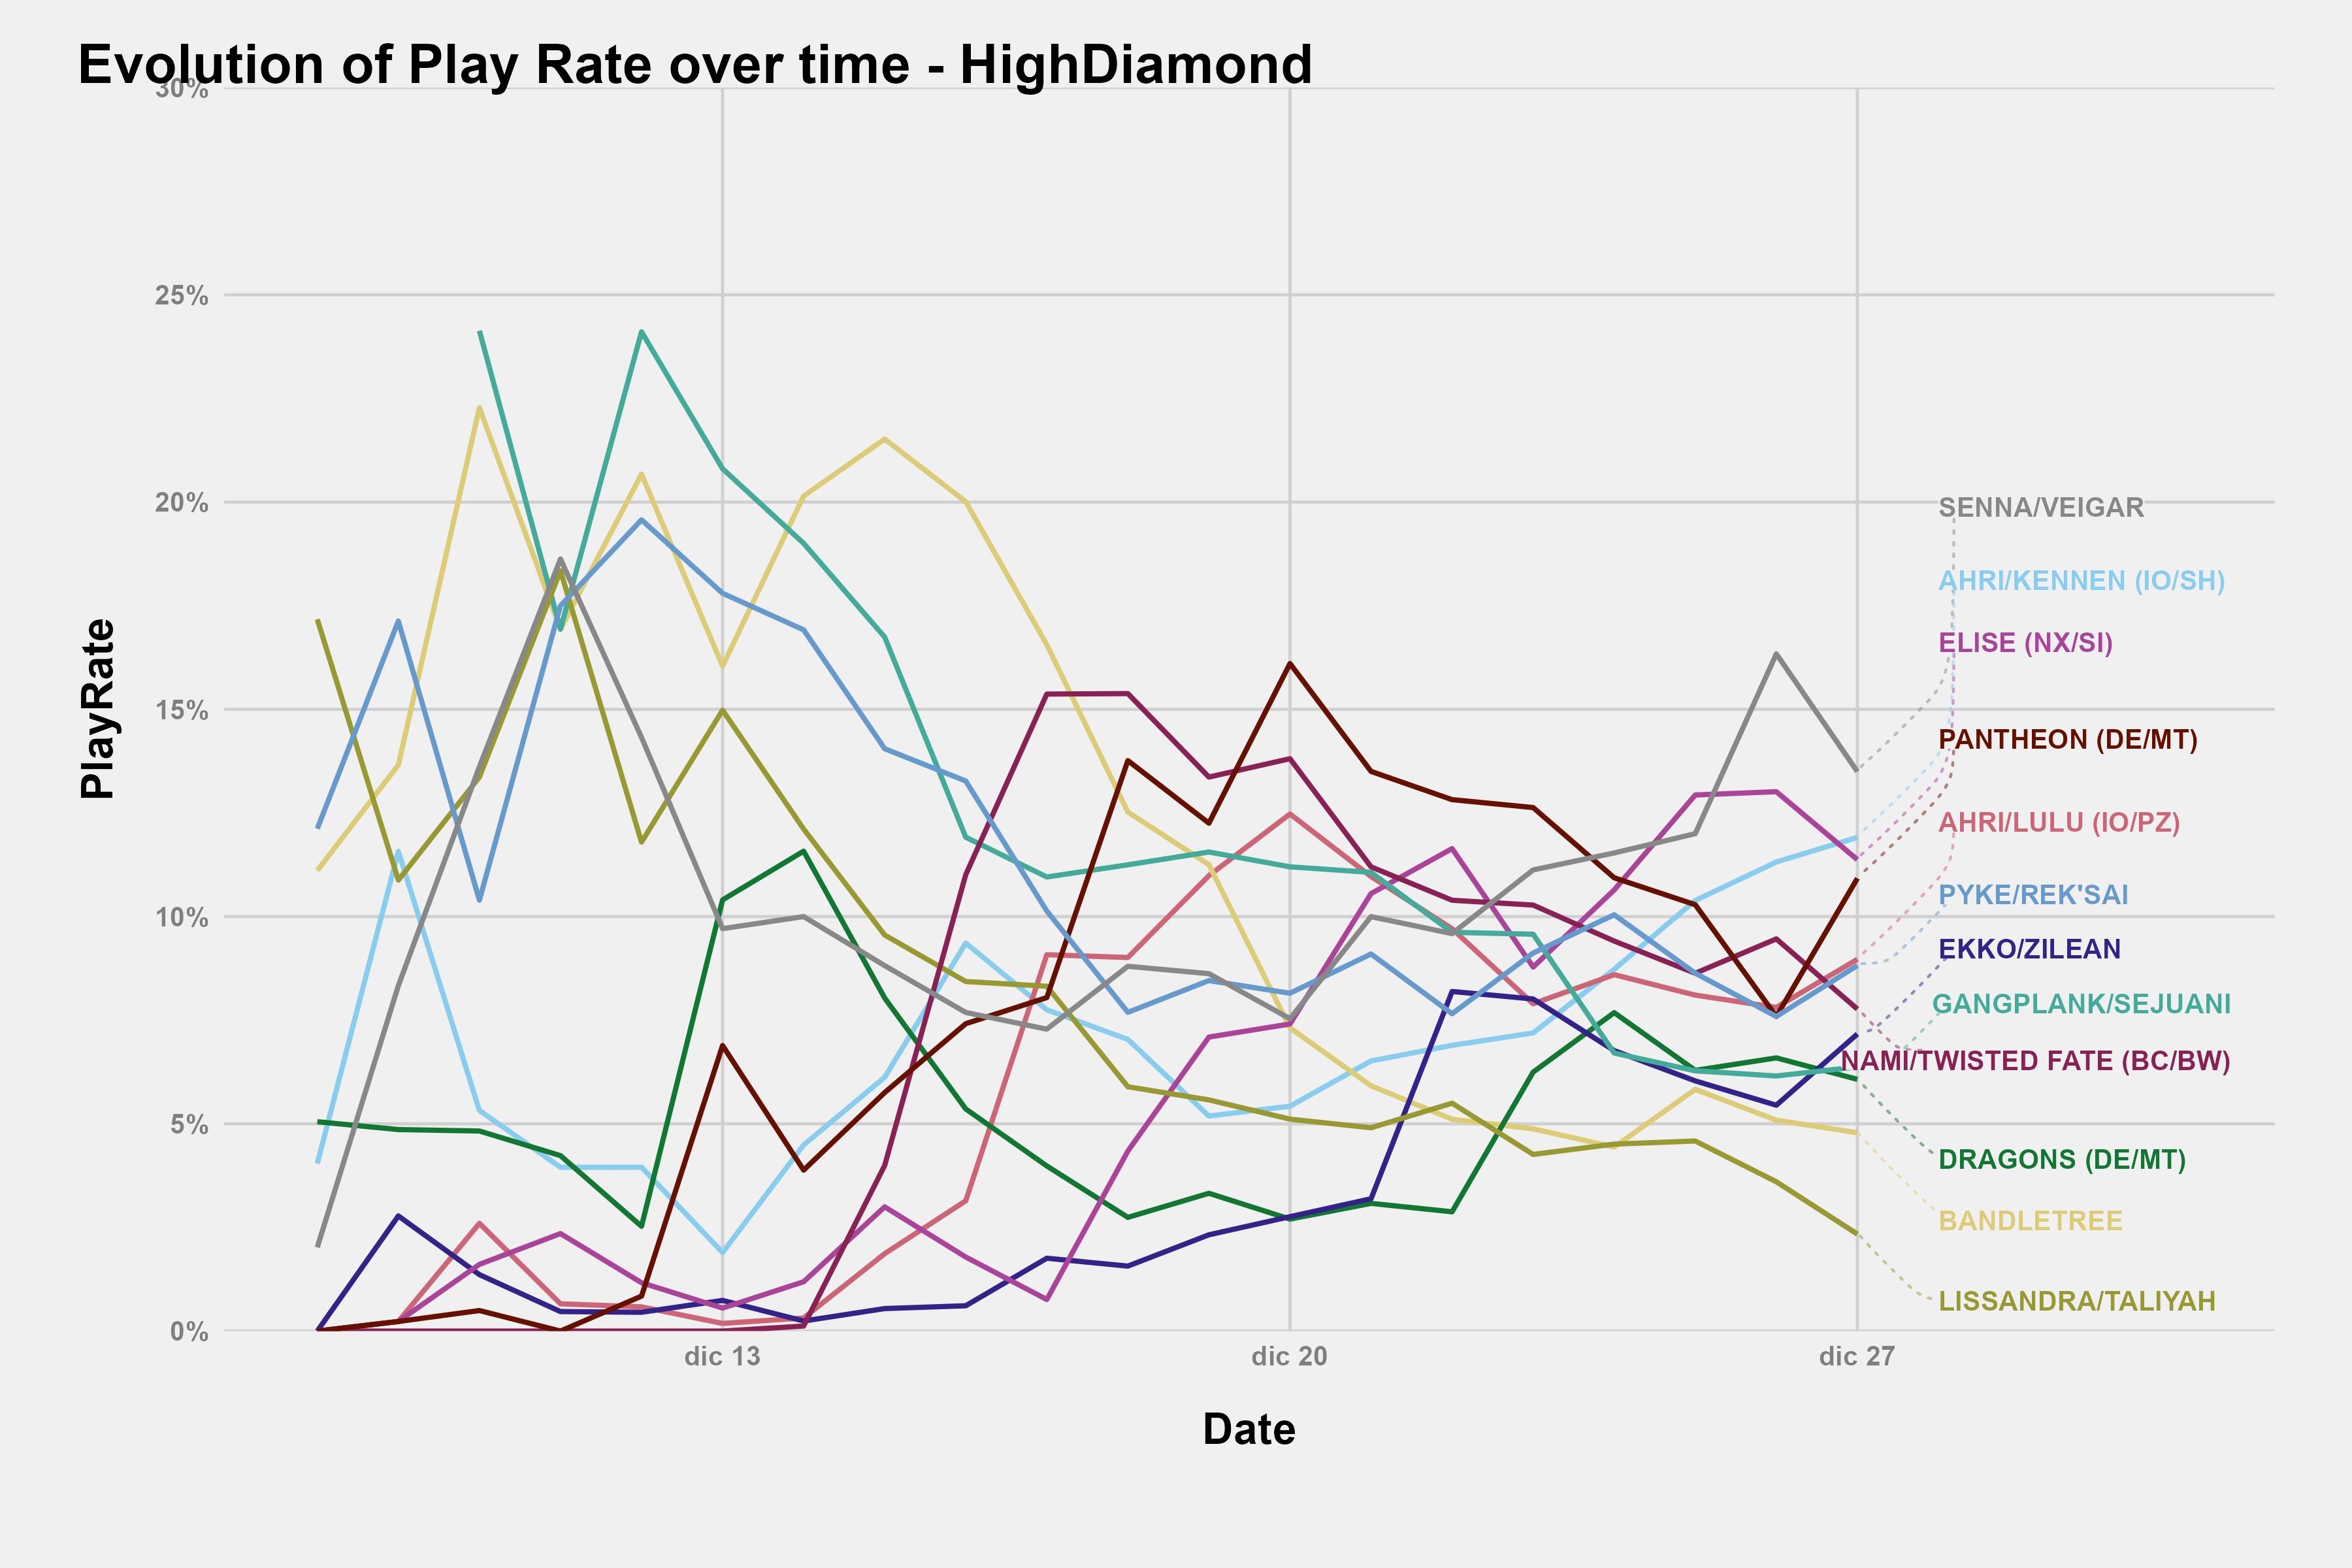 Evolution of Play Rate over time - HighDiamond
30%
25%
20%
15%
10%
5%
0%
PlayRate
SENNA/VEIGAR
AHRI/KENNEN (IO/SH)
ELISE (NX/SI)
PANTHEON (DE/MT)
AHRI/LULU (IO/PZ)
PYKE/REK'SAI
EKKO/ZILEAN
GANGPLANK/SEJUANI
NAMI/TWISTED FATE (BC/BW)
DRAGONS (DE/MT)
BANDLETREE
LISSANDRA/TALIYAH
dic 13
dic 20
dic 27
Date